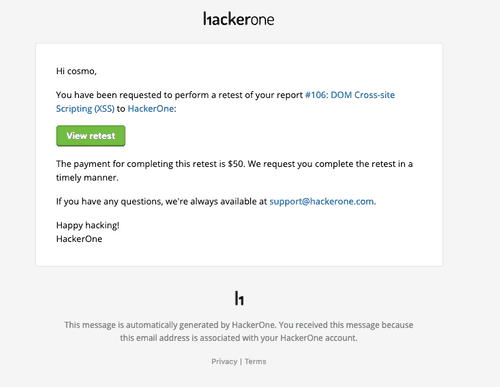 hackerone
Hi cosmo,
You have been requested to perform a retest of your report #106: DOM Cross-site
Scripting (XSS) to HackerOne:
View retest
The payment for completing this retest is $50. We request you complete the retest in a
timely manner.
If you have any questions, we're always available at support@hackerone.com.
Happy hacking!
HackerOne
h1
This message is automatically generated by HackerOne. You received this message because
this email address is associated with your HackerOne account.
Privacy | Terms